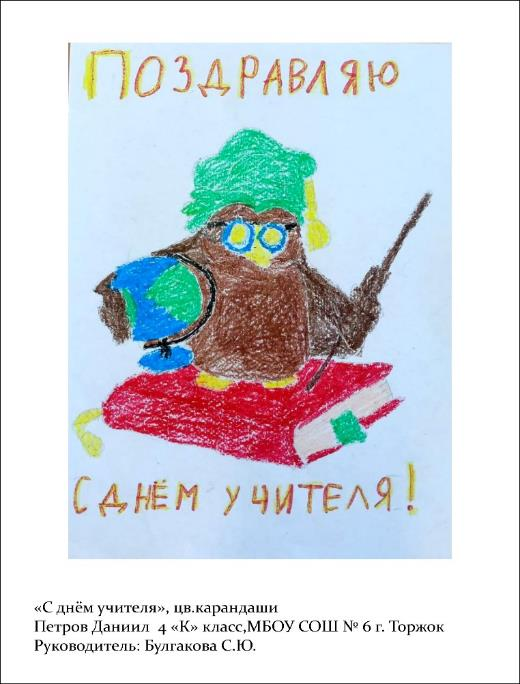 ПОЗДРАВЛЯЮ
С ДНЁМ УЧИТЕЛЯ!
«С днём учителя», цв.карандаши
Петров Даниил 4 «К» класс,МБОУ СОШ № 6 г. Торжок
Руководитель: Булгакова С.Ю.